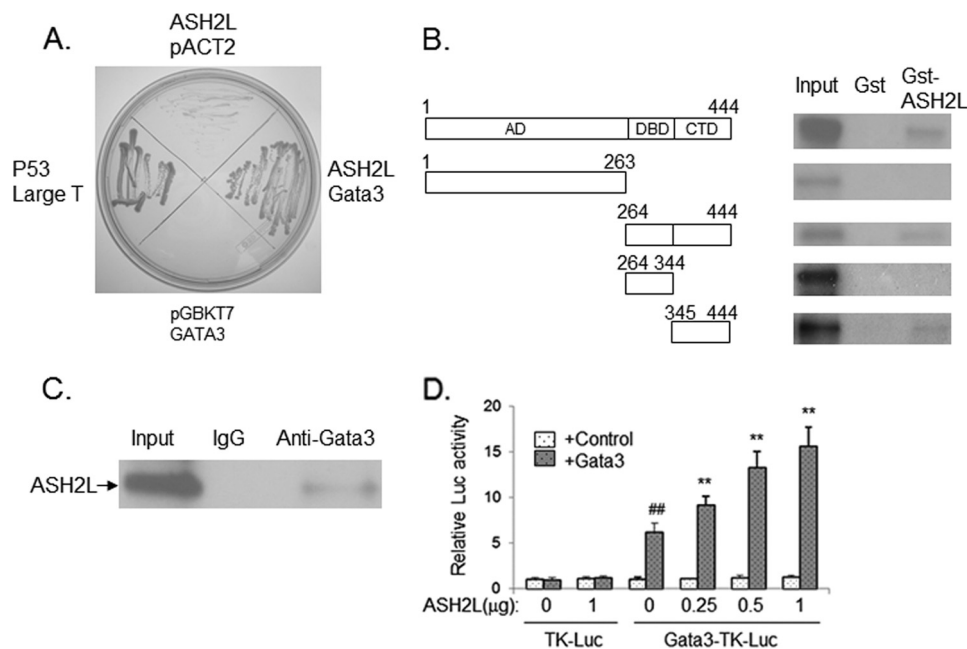 A.
ASH2L
pACT2
P53
Large T
ASH2L
Gata3
pGBKT7
GATA3
B.
Input Gst Gst-
ASH2L
1 444
AD DBD CTD
1 263
264 444
264 344
345 444
C.
Input IgG Anti-Gata3
ASH2L
D.
Relative Luc activity
20
15
10
5
0
+Control
+Gata3
## ** ** **
ASH2L(μg): 0 1 0 0.25 0.5 1
TK-Luc Gata3-TK-Luc